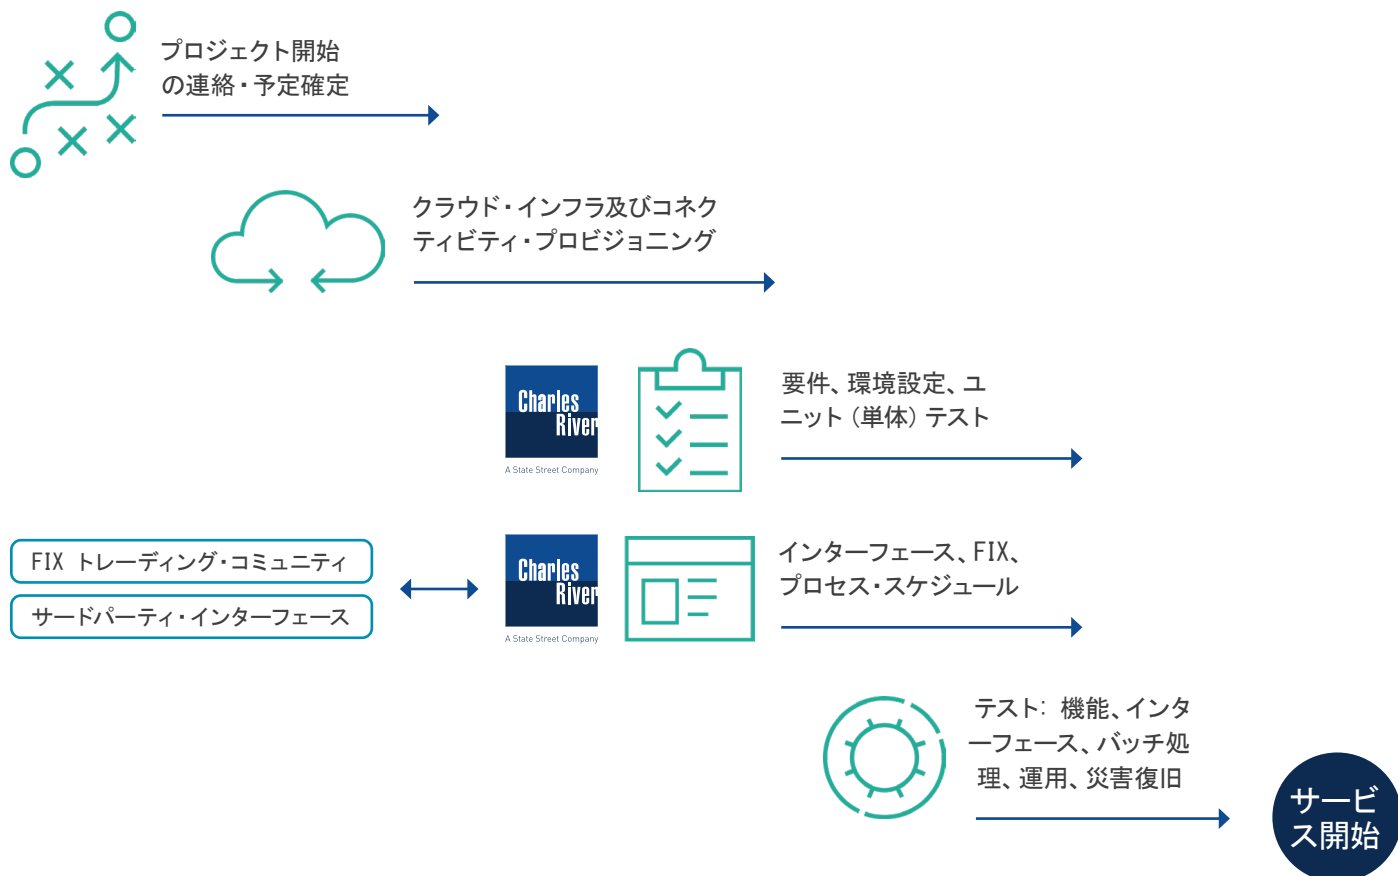 プロジェクト開始
の連絡・予定確定
クラウド・インフラ及びコネク
ティビティ・プロビジョニング
Charles
River
A State Street Company
要件、環境設定、ユ
ニット（単体）テスト
FIX トレーディング・コミュニティ
サードパーティ・インターフェース
Charles
River
A State Street Company
インターフェース、FIX、
プロセス・スケジュール
テスト: 機能、インタ
ーフェース、バッチ処
理、運用、災害復旧
サービ
ス開始